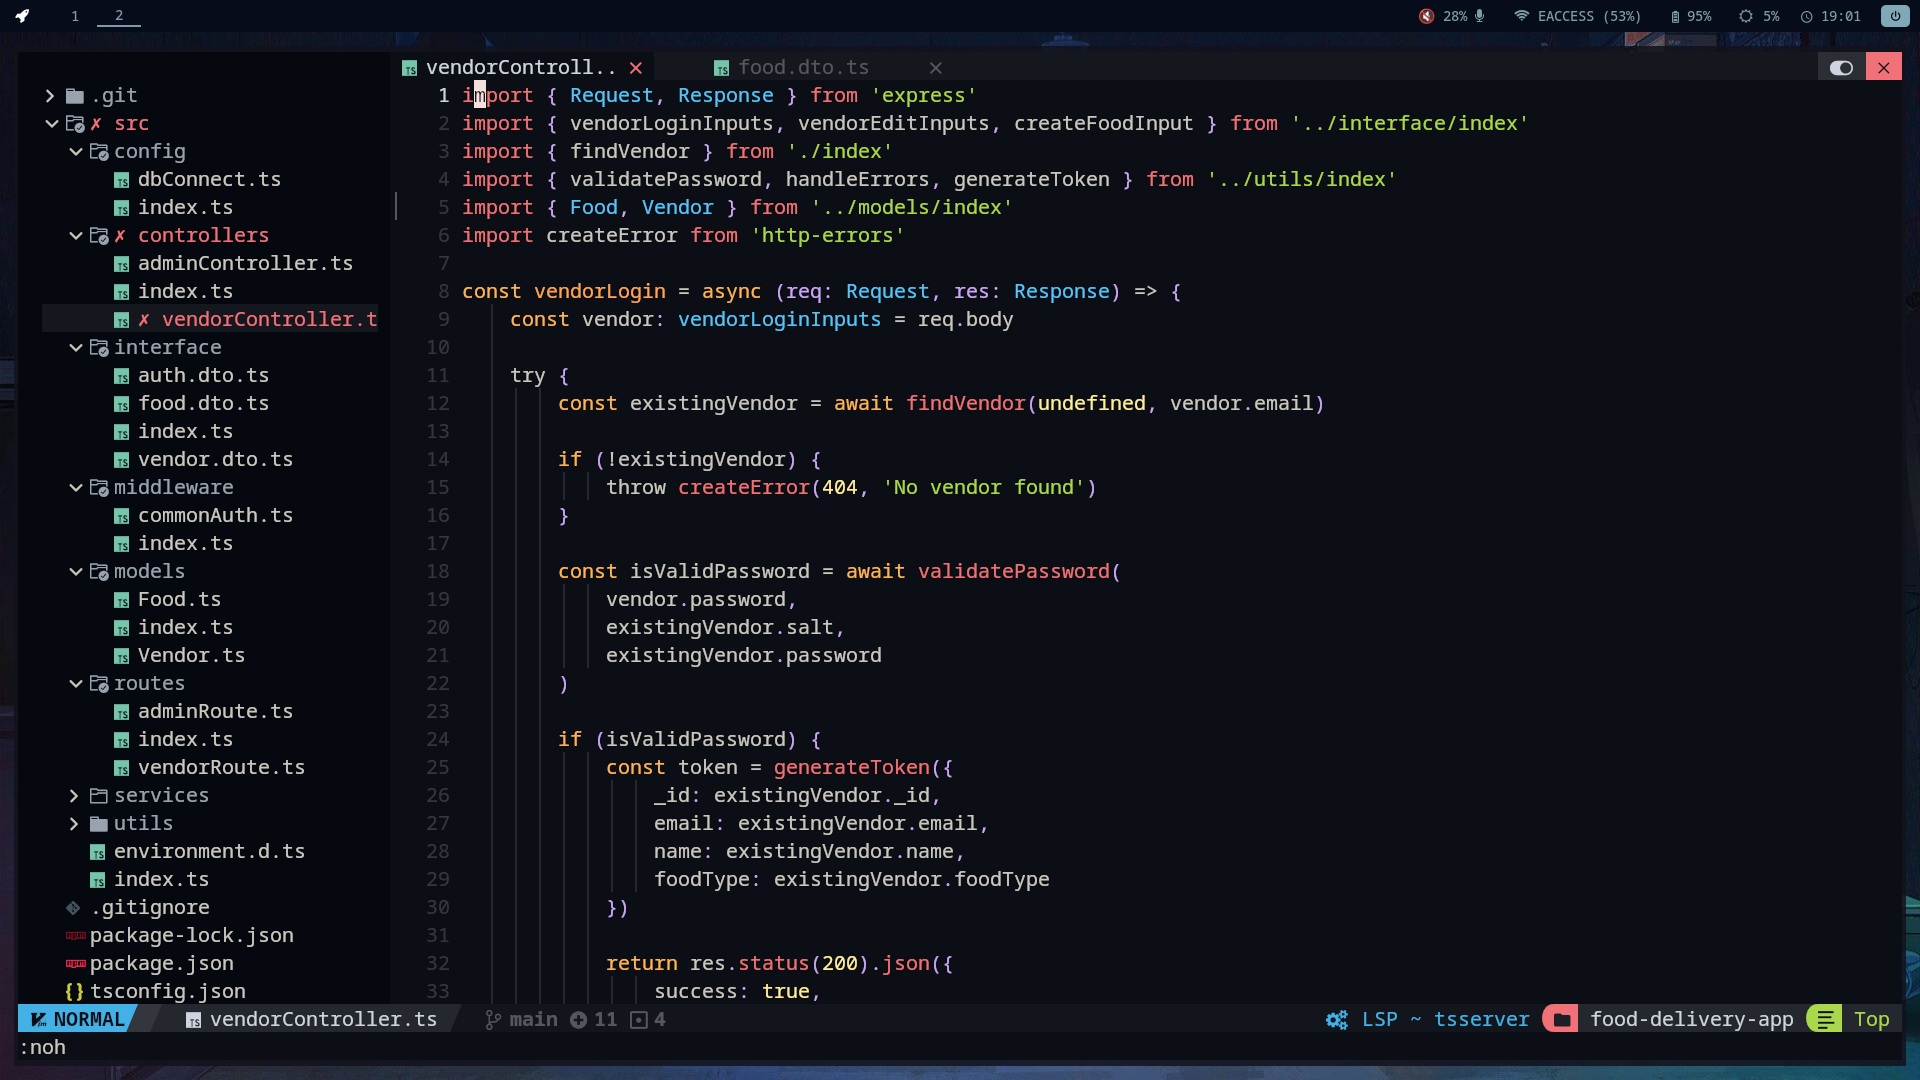 1 2 28% EACCESS (53%) 95% 5% 19:01
vendorControll.. food.dto.ts
.git
src
config
dbConnect.ts
index.ts
controllers
adminController.ts
index.ts
vendorController.t
interface
auth.dto.ts
food.dto.ts
index.ts
vendor.dto.ts
middleware
commonAuth.ts
index.ts
models
Food.ts
index.ts
Vendor.ts
routes
adminRoute.ts
index.ts
vendorRoute.ts
services
utils
environment.d.ts
index.ts
.gitignore
package-lock.json
package.json
tsconfig.json
1 import { Request, Response } from 'express'
2 import { vendorLoginInputs, vendorEditInputs, createFoodInput } from '../interface/index'
3 import { findVendor } from './index'
4 import { validatePassword, handleErrors, generateToken } from '../utils/index'
5 import { Food, Vendor } from '../models/index'
6 import createError from 'http-errors'
7
8 const vendorLogin = async (req: Request, res: Response) => {
9 const vendor: vendorLoginInputs = req.body
10
11 try {
12 const existingVendor = await findVendor(undefined, vendor.email)
13
14 if (!existingVendor) {
15 throw createError(404, 'No vendor found')
16 }
17
18 const isValidPassword = await validatePassword(
19 vendor.password,
20 existingVendor.salt,
21 existingVendor.password
22 )
23
24 if (isValidPassword) {
25 const token = generateToken({
26 _id: existingVendor._id,
27 email: existingVendor.email,
28 name: existingVendor.name,
29 foodType: existingVendor.foodType
30 })
31
32 return res.status(200).json({
33 success: true,
NORMAL vendorController.ts main 11 4 LSP ~ tsserver food-delivery-app Top
:noh